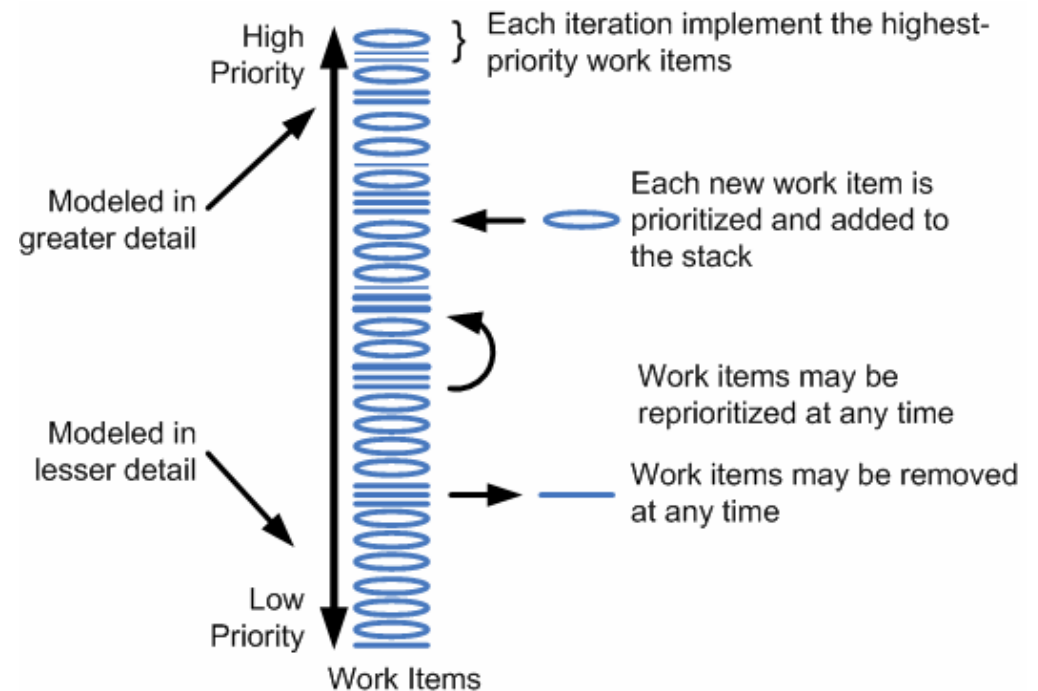 High
Priority
Each iteration implement the highest-
priority work items
Modeled in
greater detail
Each new work item is
prioritized and added to
the stack
Work items may be
reprioritized at any time
Modeled in
lesser detail
Work items may be removed
at any time
Low
Priority
Work Items